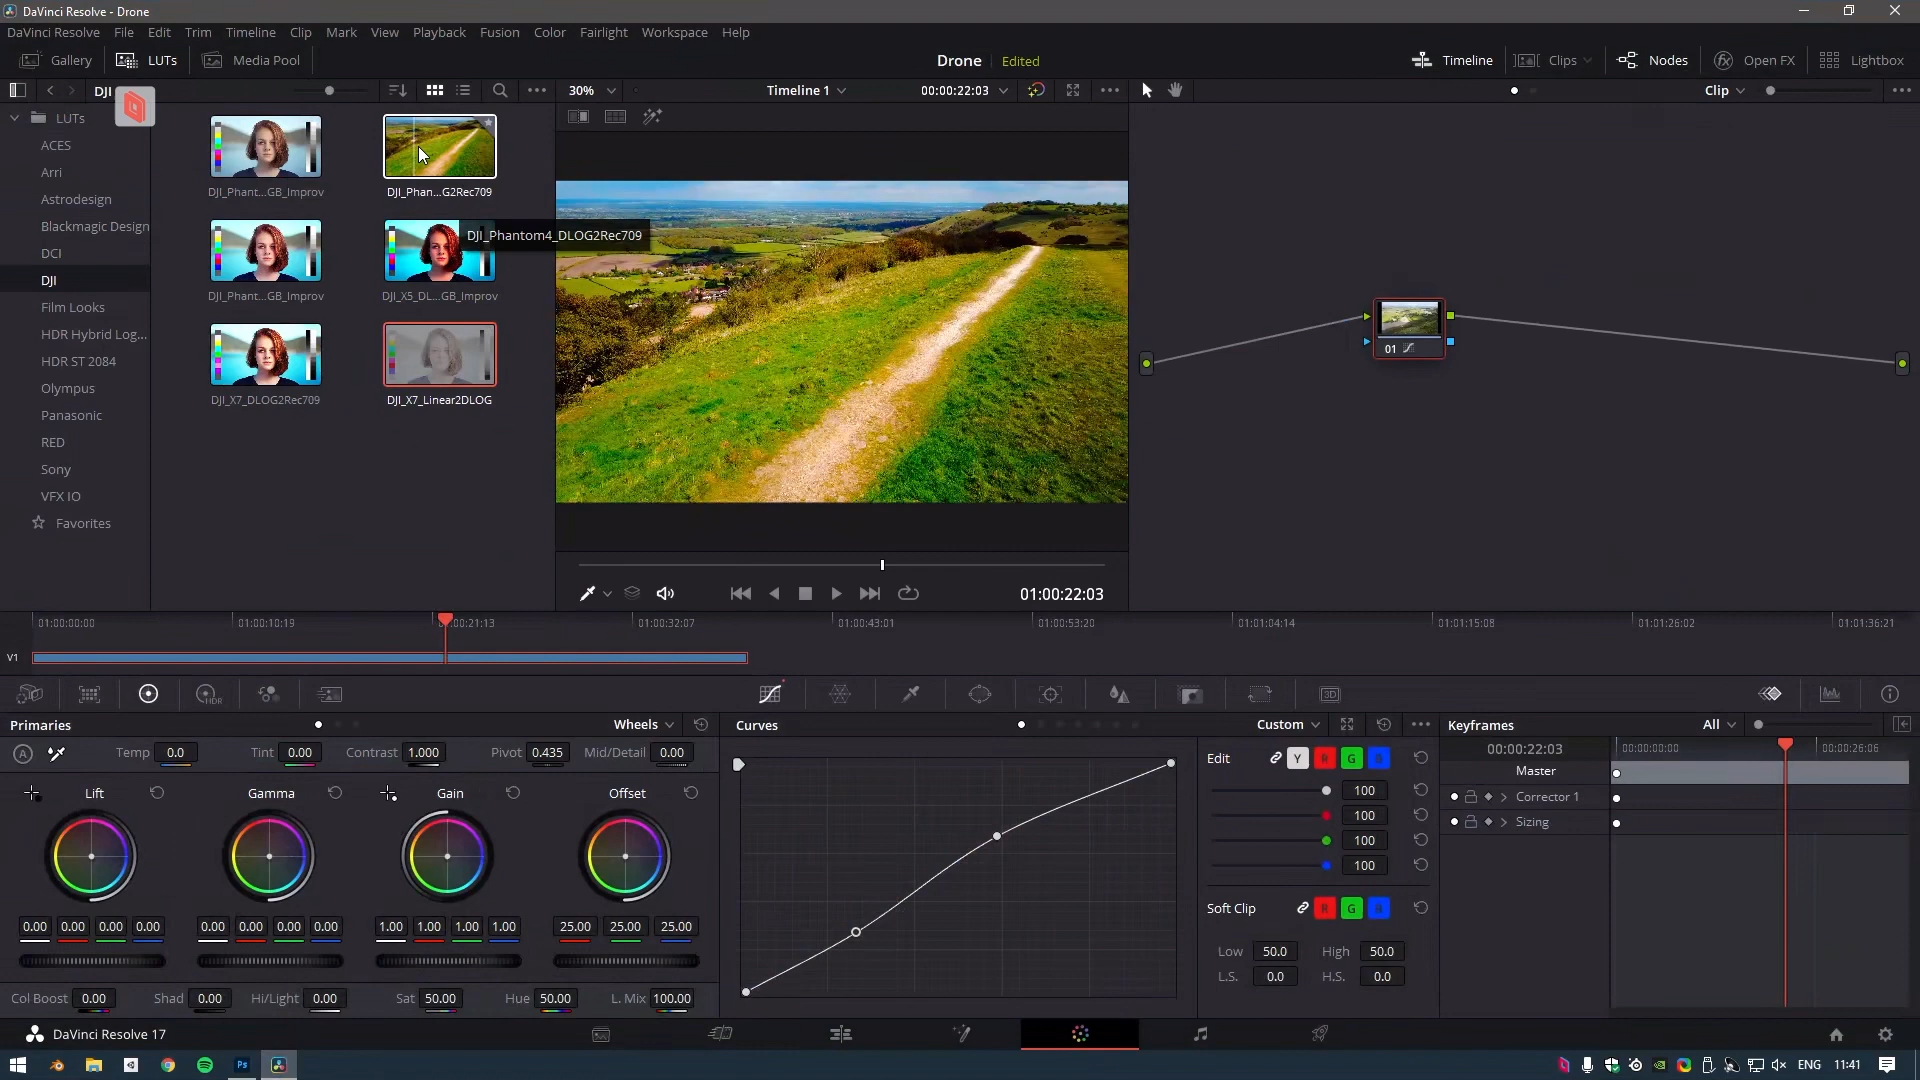 DaVinci Resolve - Drone
DaVinci Resolve File Edit Trim Timeline Clip Mark View Playback Fusion Color Fairlight Workspace Help
Gallery LUTs Media Pool Drone Edited Timeline Clips Nodes Open FX Lightbox
DJI 30% Timeline 1 00:00:22:03 Clip
LUTs
ACES
Arri
Astrodesign
Blackmagic Design
DCI
DJI
Film Looks
HDR Hybrid Log...
HDR ST 2084
Olympus
Panasonic
RED
Sony
VFX IO
Favorites
DJI_Phant...GB_Improv DJI_Phan...G2Rec709
DJI_Phantom4_DLOG2Rec709
DJI_Phant...GB_Improv DJI_X5_DL...GB_Improv
DJI_X7_DLOG2Rec709 DJI_X7_Linear2DLOG
01
01:00:22:03
01:00:00:00 01:00:10:19 01:00:21:13 01:00:32:07 01:00:43:01 01:00:53:20 01:01:04:14 01:01:15:08 01:01:26:02 01:01:36:21
V1
HDR 3D
Primaries Wheels Curves Custom Keyframes All
A Temp 0.0 Tint 0.00 Contrast 1.000 Pivot 0.435 Mid/Detail 0.00
Lift Gamma Gain Offset
0.00 0.00 0.00 0.00 0.00 0.00 0.00 0.00 1.00 1.00 1.00 1.00 25.00 25.00 25.00
Col Boost 0.00 Shad 0.00 Hi/Light 0.00 Sat 50.00 Hue 50.00 L. Mix 100.00
Edit Y R G B
100
100
100
100
Soft Clip R G B
Low 50.0 High 50.0
L.S. 0.0 H.S. 0.0
00:00:22:03 00:00:00:00 00:00:26:06
Master
Corrector 1
Sizing
DaVinci Resolve 17
Ps ENG 11:41